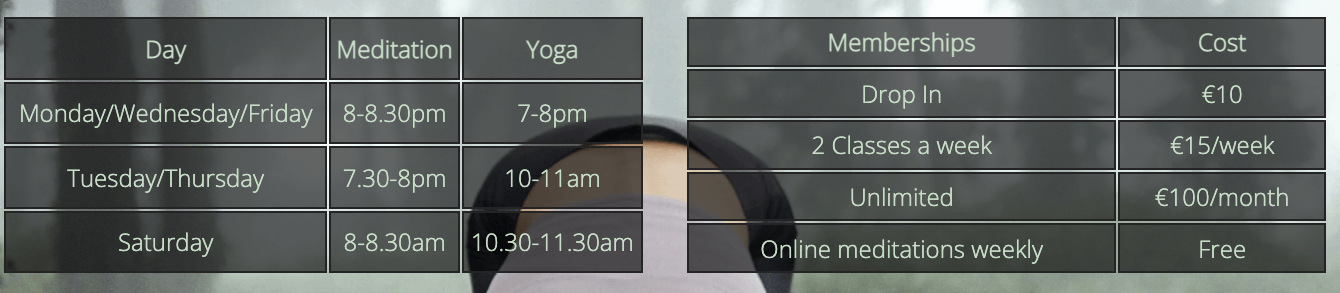 Day Meditation Yoga
Monday/Wednesday/Friday 8-8.30pm 7-8pm
Tuesday/Thursday 7.30-8pm 10-11am
Saturday 8-8.30am 10.30-11.30am
Memberships Cost
Drop In €10
2 Classes a week €15/week
Unlimited €100/month
Online meditations weekly Free